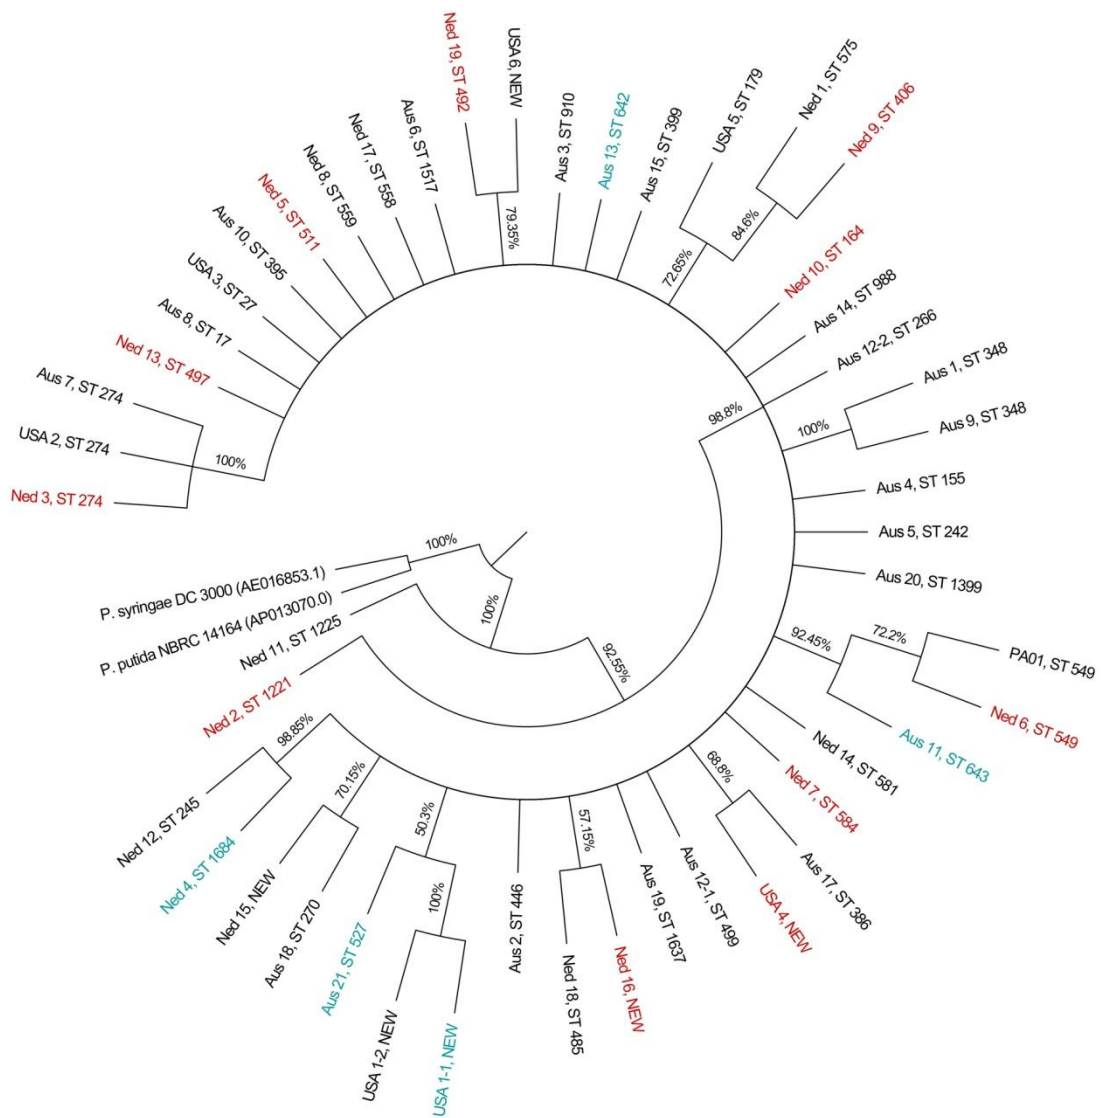 Ned 19, ST 492
USA 6, NEW
79.35%
Aus 3, ST 910
Aus 13, ST 642
Aus 15, ST 399
USA 5, ST 179
Ned 1, ST 575
Ned 9, ST 406
84.6%
72.65%
Ned 10, ST 164
Aus 14, ST 988
Aus 12-2, ST 266
98.8%
Aus 1, ST 348
Aus 9, ST 348
100%
Aus 4, ST 155
Aus 5, ST 242
Aus 20, ST 1399
92.45%
72.2%
PA01, ST 549
Ned 6, ST 549
Aus 11, ST 643
Ned 14, ST 581
Ned 7, ST 584
68.8%
Aus 17, ST 386
USA 4, NEW
Aus 12-1, ST 499
Aus 19, ST 1637
57.15%
Ned 16, NEW
Ned 18, ST 485
Aus 2, ST 446
50.3%
100%
USA 1-1, NEW
USA 1-2, NEW
Aus 21, ST 527
70.15%
Aus 18, ST 270
Ned 15, NEW
98.85%
Ned 4, ST 1684
Ned 12, ST 245
Ned 2, ST 1221
92.55%
Ned 11, ST 1225
100%
P. putida NBRC 14164 (AP013070.0)
P. syringae DC 3000 (AE016853.1)
100%
Ned 3, ST 274
USA 2, ST 274
Aus 7, ST 274
100%
Ned 13, ST 497
Aus 8, ST 17
USA 3, ST 27
Aus 10, ST 395
Ned 5, ST 511
Ned 8, ST 559
Ned 17, ST 558
Aus 6, ST 1517